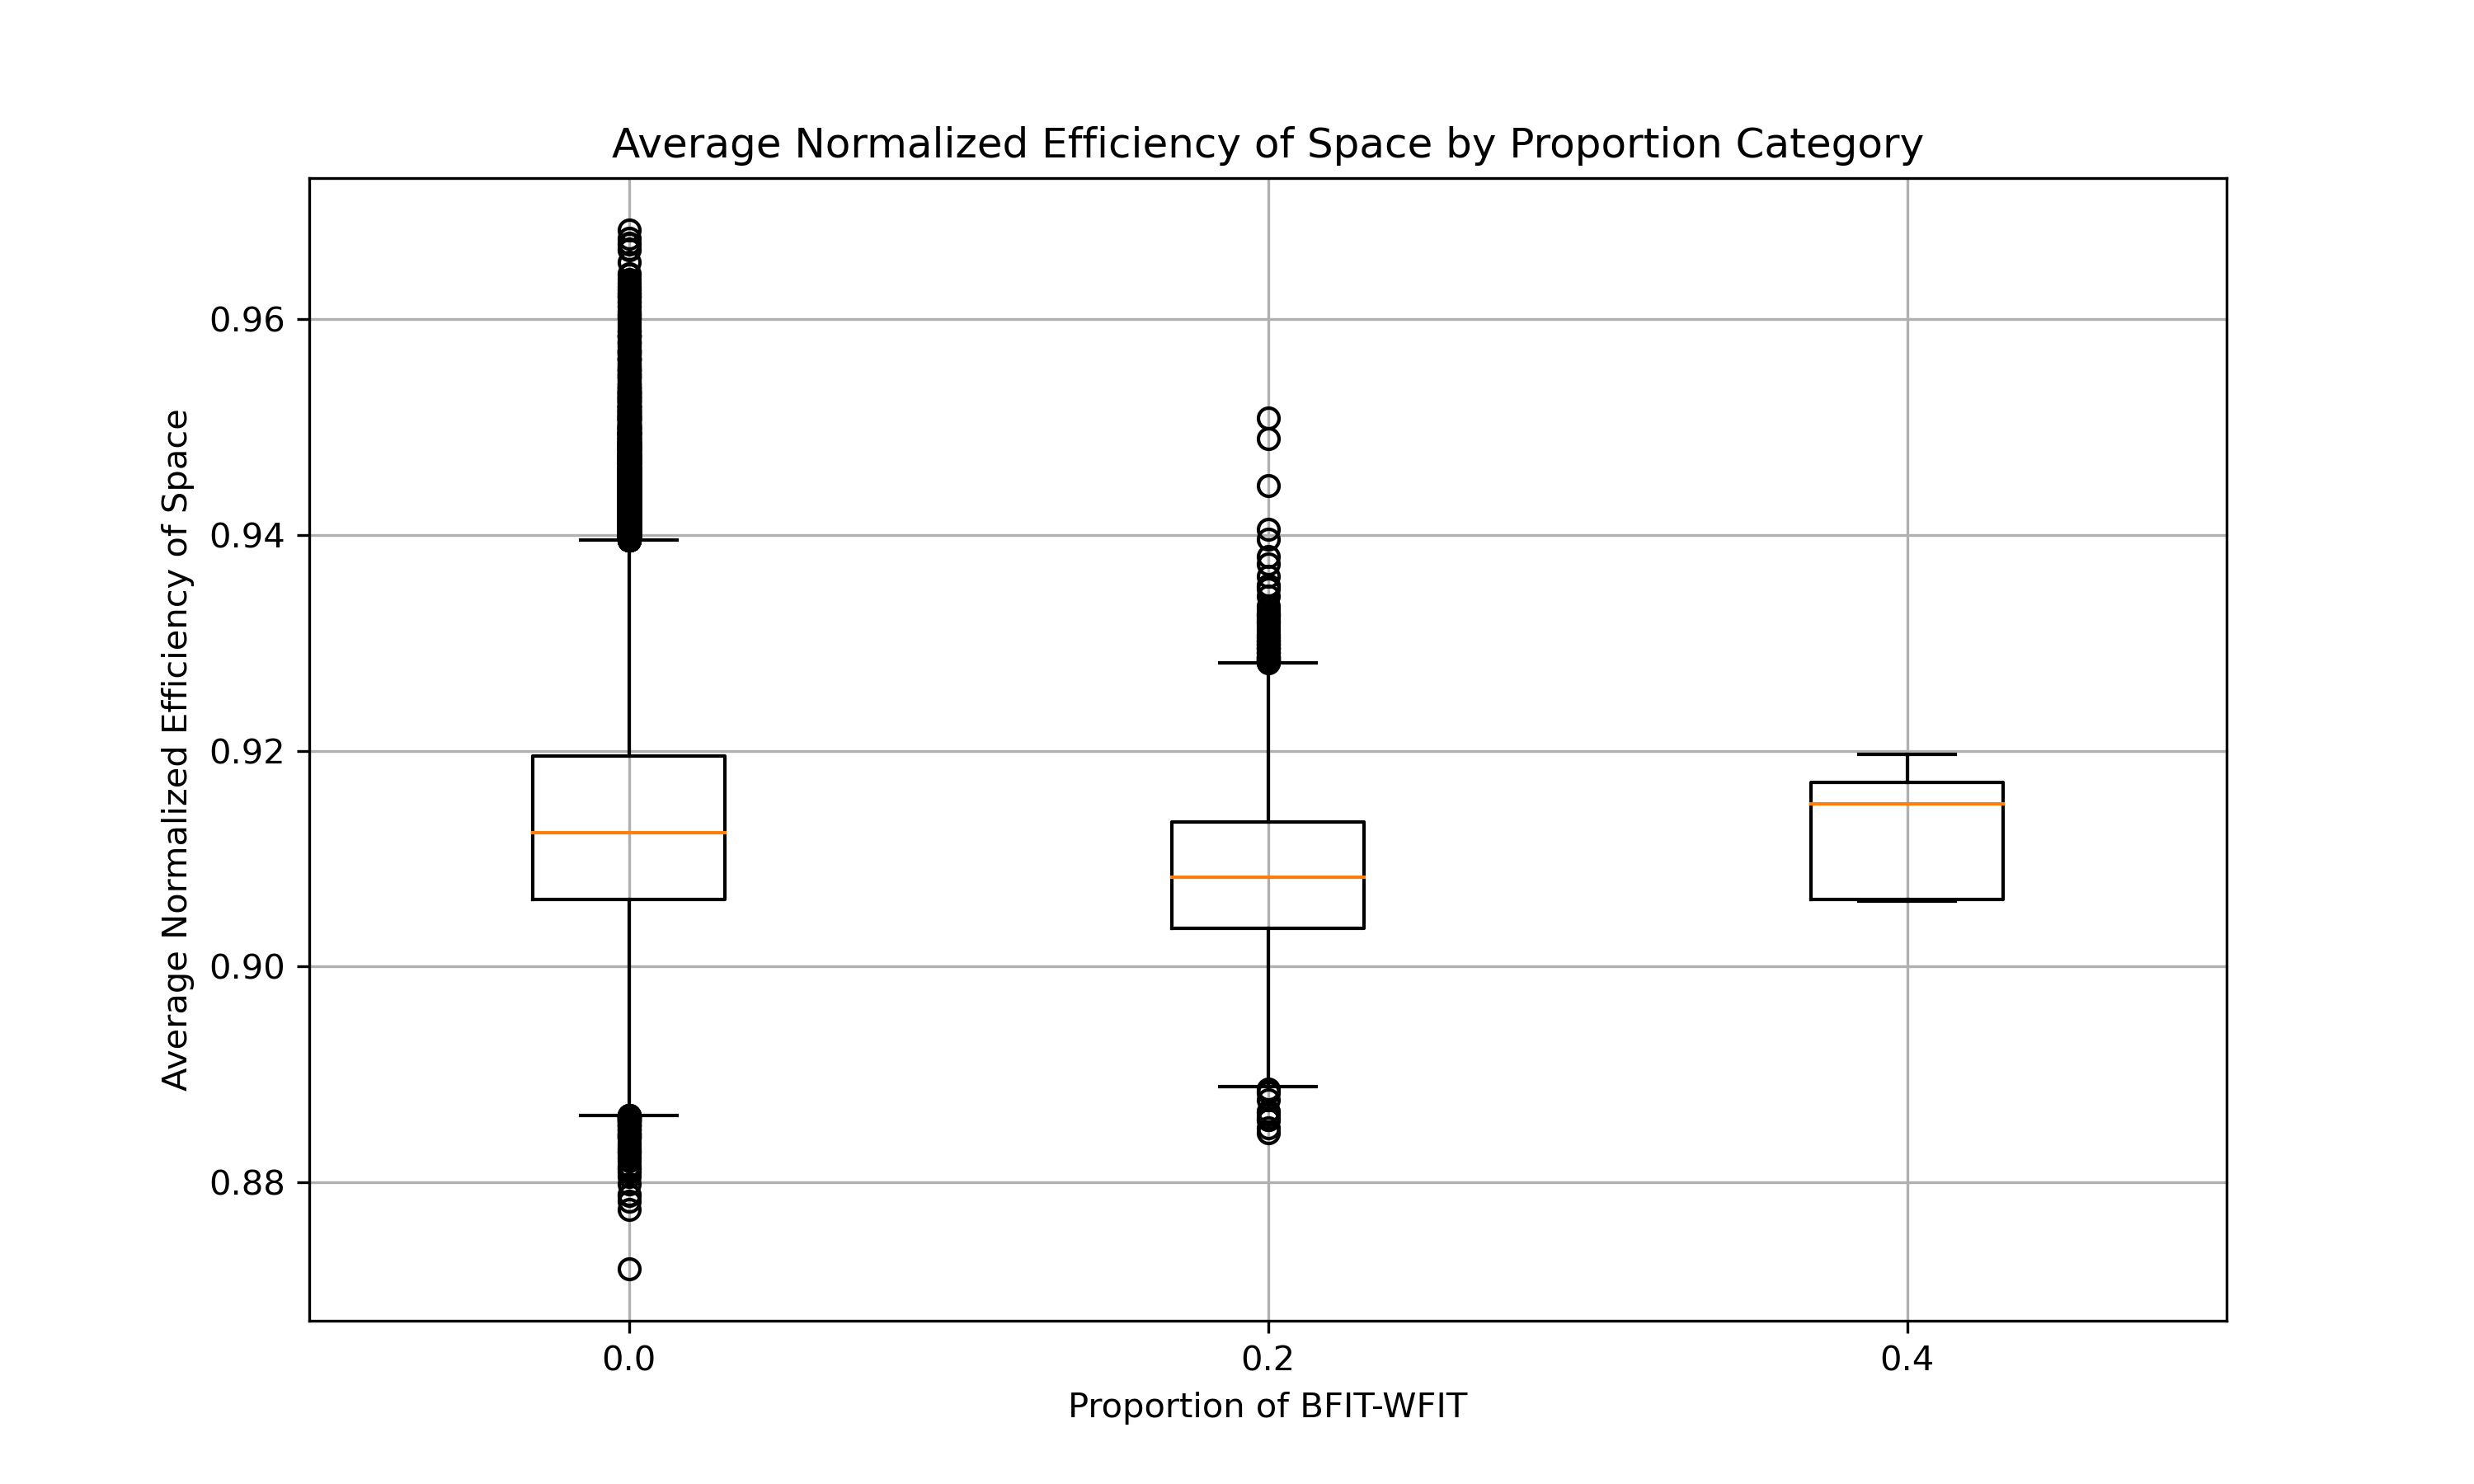 Average Normalized Efficiency of Space by Proportion Category
Average Normalized Efficiency of Space
0.96
0.94
0.92
0.90
0.88
0.0 0.2 0.4
Proportion of BFIT-WFIT